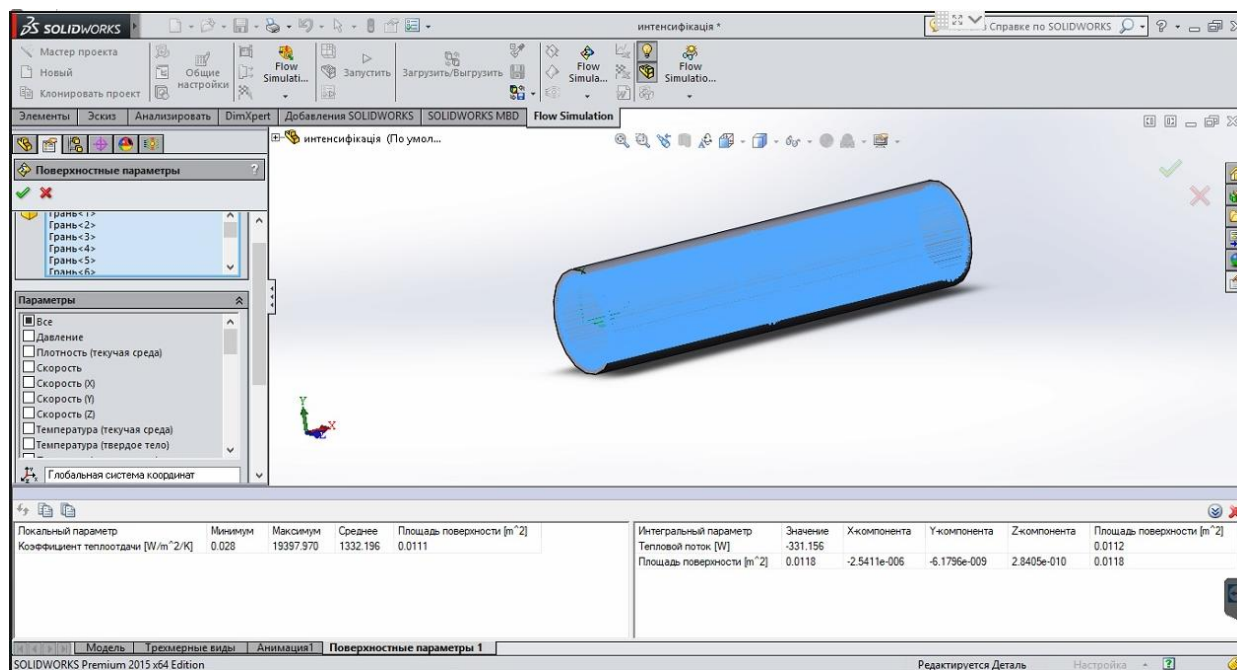 SOLIDWORKS
интенсифікація *
Справке по SOLIDWORKS
Мастер проекта
Новый
Клонировать проект
Общие настройки
Flow Simulati...
Запустить
Загрузить/Выгрузить
Flow Simula...
Flow Simulatio...
Элементы Эскиз Анализировать DimXpert Добавления SOLIDWORKS SOLIDWORKS MBD Flow Simulation
интенсифікація (По умол...
Поверхностные параметры ?
Грань<1>
Грань<2>
Грань<3>
Грань<4>
Грань<5>
Грань<6>
Параметры
Все
Давление
Плотность (текучая среда)
Скорость
Скорость (X)
Скорость (Y)
Скорость (Z)
Температура (текучая среда)
Температура (твердое тело)
Глобальная система координат
Y
X
Z
Локальный параметр Минимум Максимум Среднее Площадь поверхности [m^2]
Коэффициент теплоотдачи [W/m^2/K] 0.028 19397.970 1332.196 0.0111
Интегральный параметр Значение X-компонента Y-компонента Z-компонента Площадь поверхности [m^2]
Тепловой поток [W] -331.156 0.0112
Площадь поверхности [m^2] 0.0118 -2.5411e-006 -6.1796e-009 2.8405e-010 0.0118
Модель Трехмерные виды Анимация1 Поверхностные параметры 1
SOLIDWORKS Premium 2015 x64 Edition Редактируется Деталь Настройка